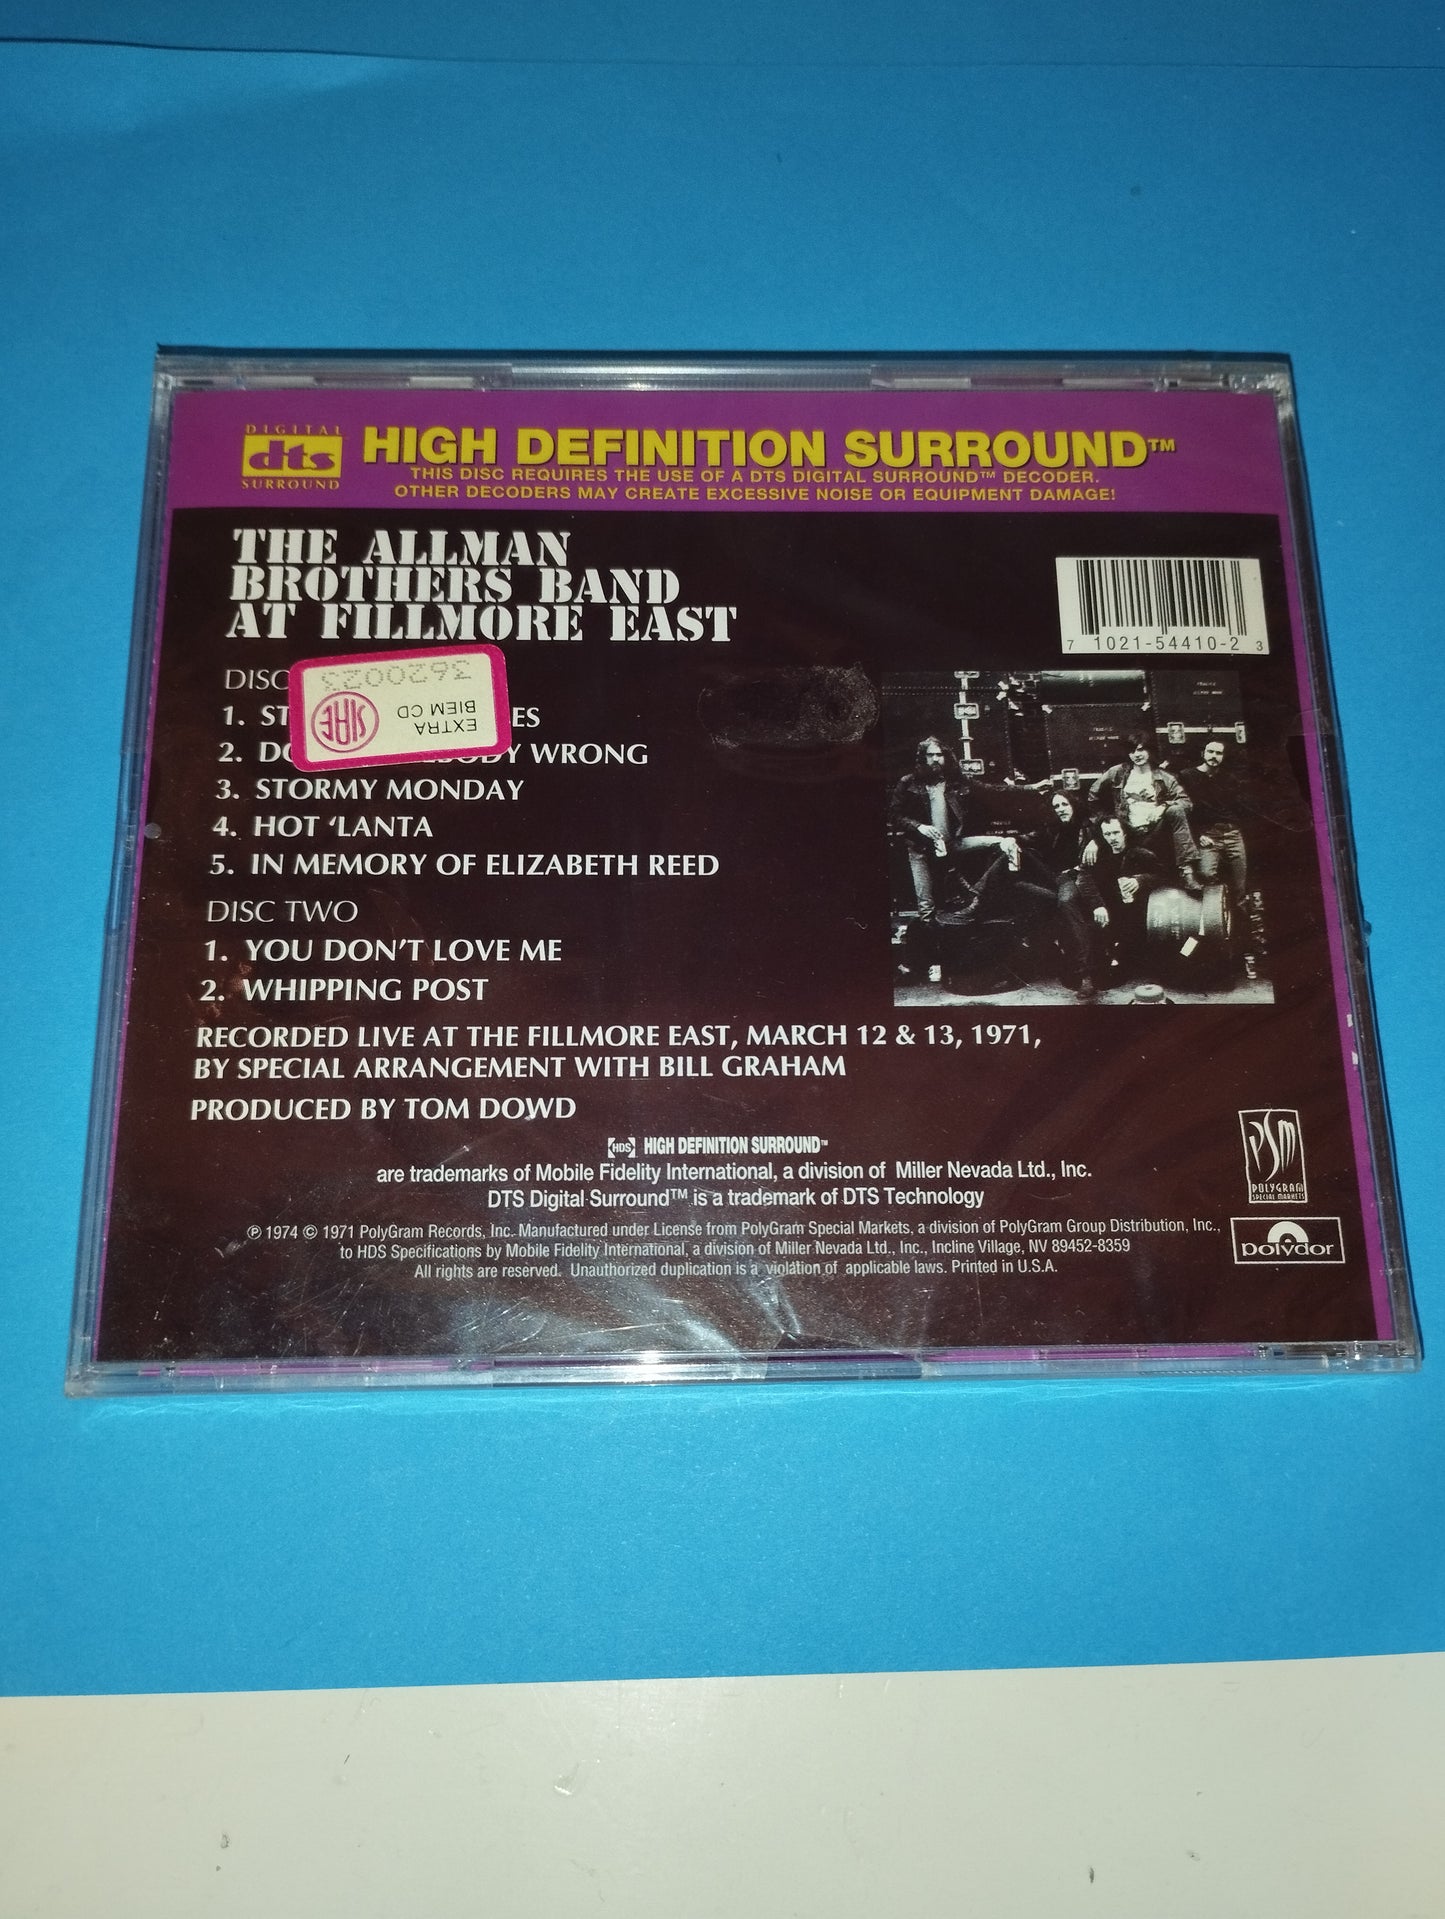 DIGITAL
dts
SURROUND
HIGH DEFINITION SURROUND™
THIS DISC REQUIRES THE USE OF A DTS DIGITAL SURROUND™ DECODER.
OTHER DECODERS MAY CREATE EXCESSIVE NOISE OR EQUIPMENT DAMAGE!
THE ALLMAN
BROTHERS BAND
AT FILLMORE EAST
7 1021-54410-2 3
DISC
3620023
SIAE
EXTRA
BIEM CD
1. ST ES
2. DO BODY WRONG
3. STORMY MONDAY
4. HOT ‘LANTA
5. IN MEMORY OF ELIZABETH REED
DISC TWO
1. YOU DON’T LOVE ME
2. WHIPPING POST
RECORDED LIVE AT THE FILLMORE EAST, MARCH 12 & 13, 1971,
BY SPECIAL ARRANGEMENT WITH BILL GRAHAM
PRODUCED BY TOM DOWD
HDS HIGH DEFINITION SURROUND™
are trademarks of Mobile Fidelity International, a division of Miller Nevada Ltd., Inc.
DTS Digital Surround™ is a trademark of DTS Technology
PSM
POLYGRAM
SPECIAL MARKETS
℗ 1974 © 1971 PolyGram Records, Inc. Manufactured under License from PolyGram Special Markets, a division of PolyGram Group Distribution, Inc.,
to HDS Specifications by Mobile Fidelity International, a division of Miller Nevada Ltd., Inc., Incline Village, NV 89452-8359
All rights are reserved. Unauthorized duplication is a violation of applicable laws. Printed in U.S.A.
polydor